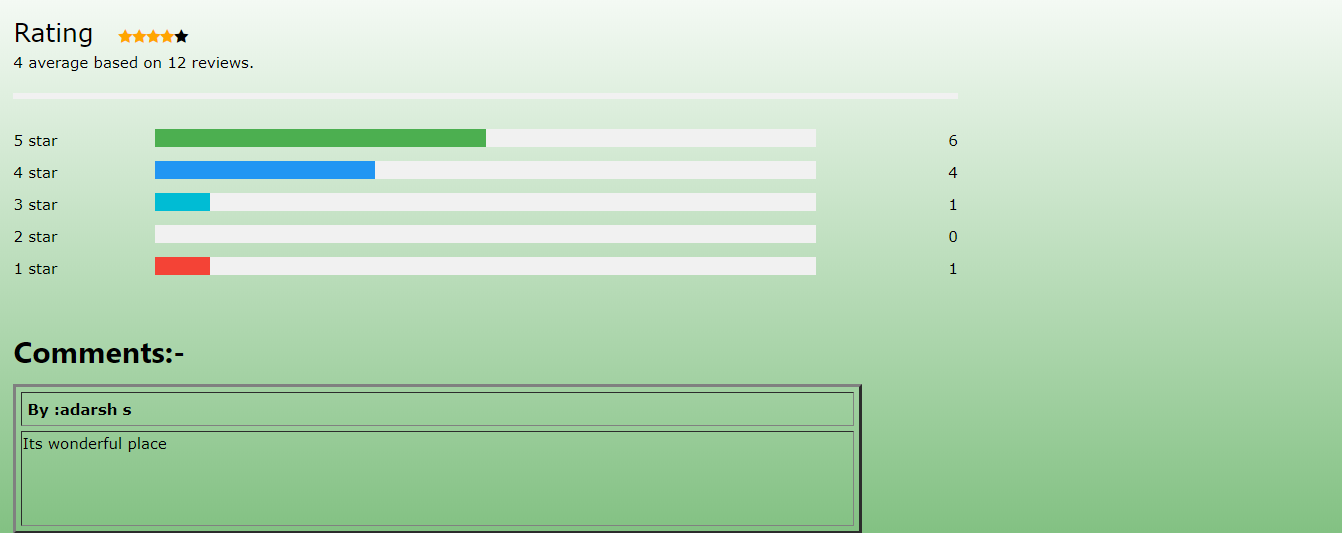 Rating
4 average based on 12 reviews.
5 star 6
4 star 4
3 star 1
2 star 0
1 star 1
Comments:-
By :adarsh s
Its wonderful place